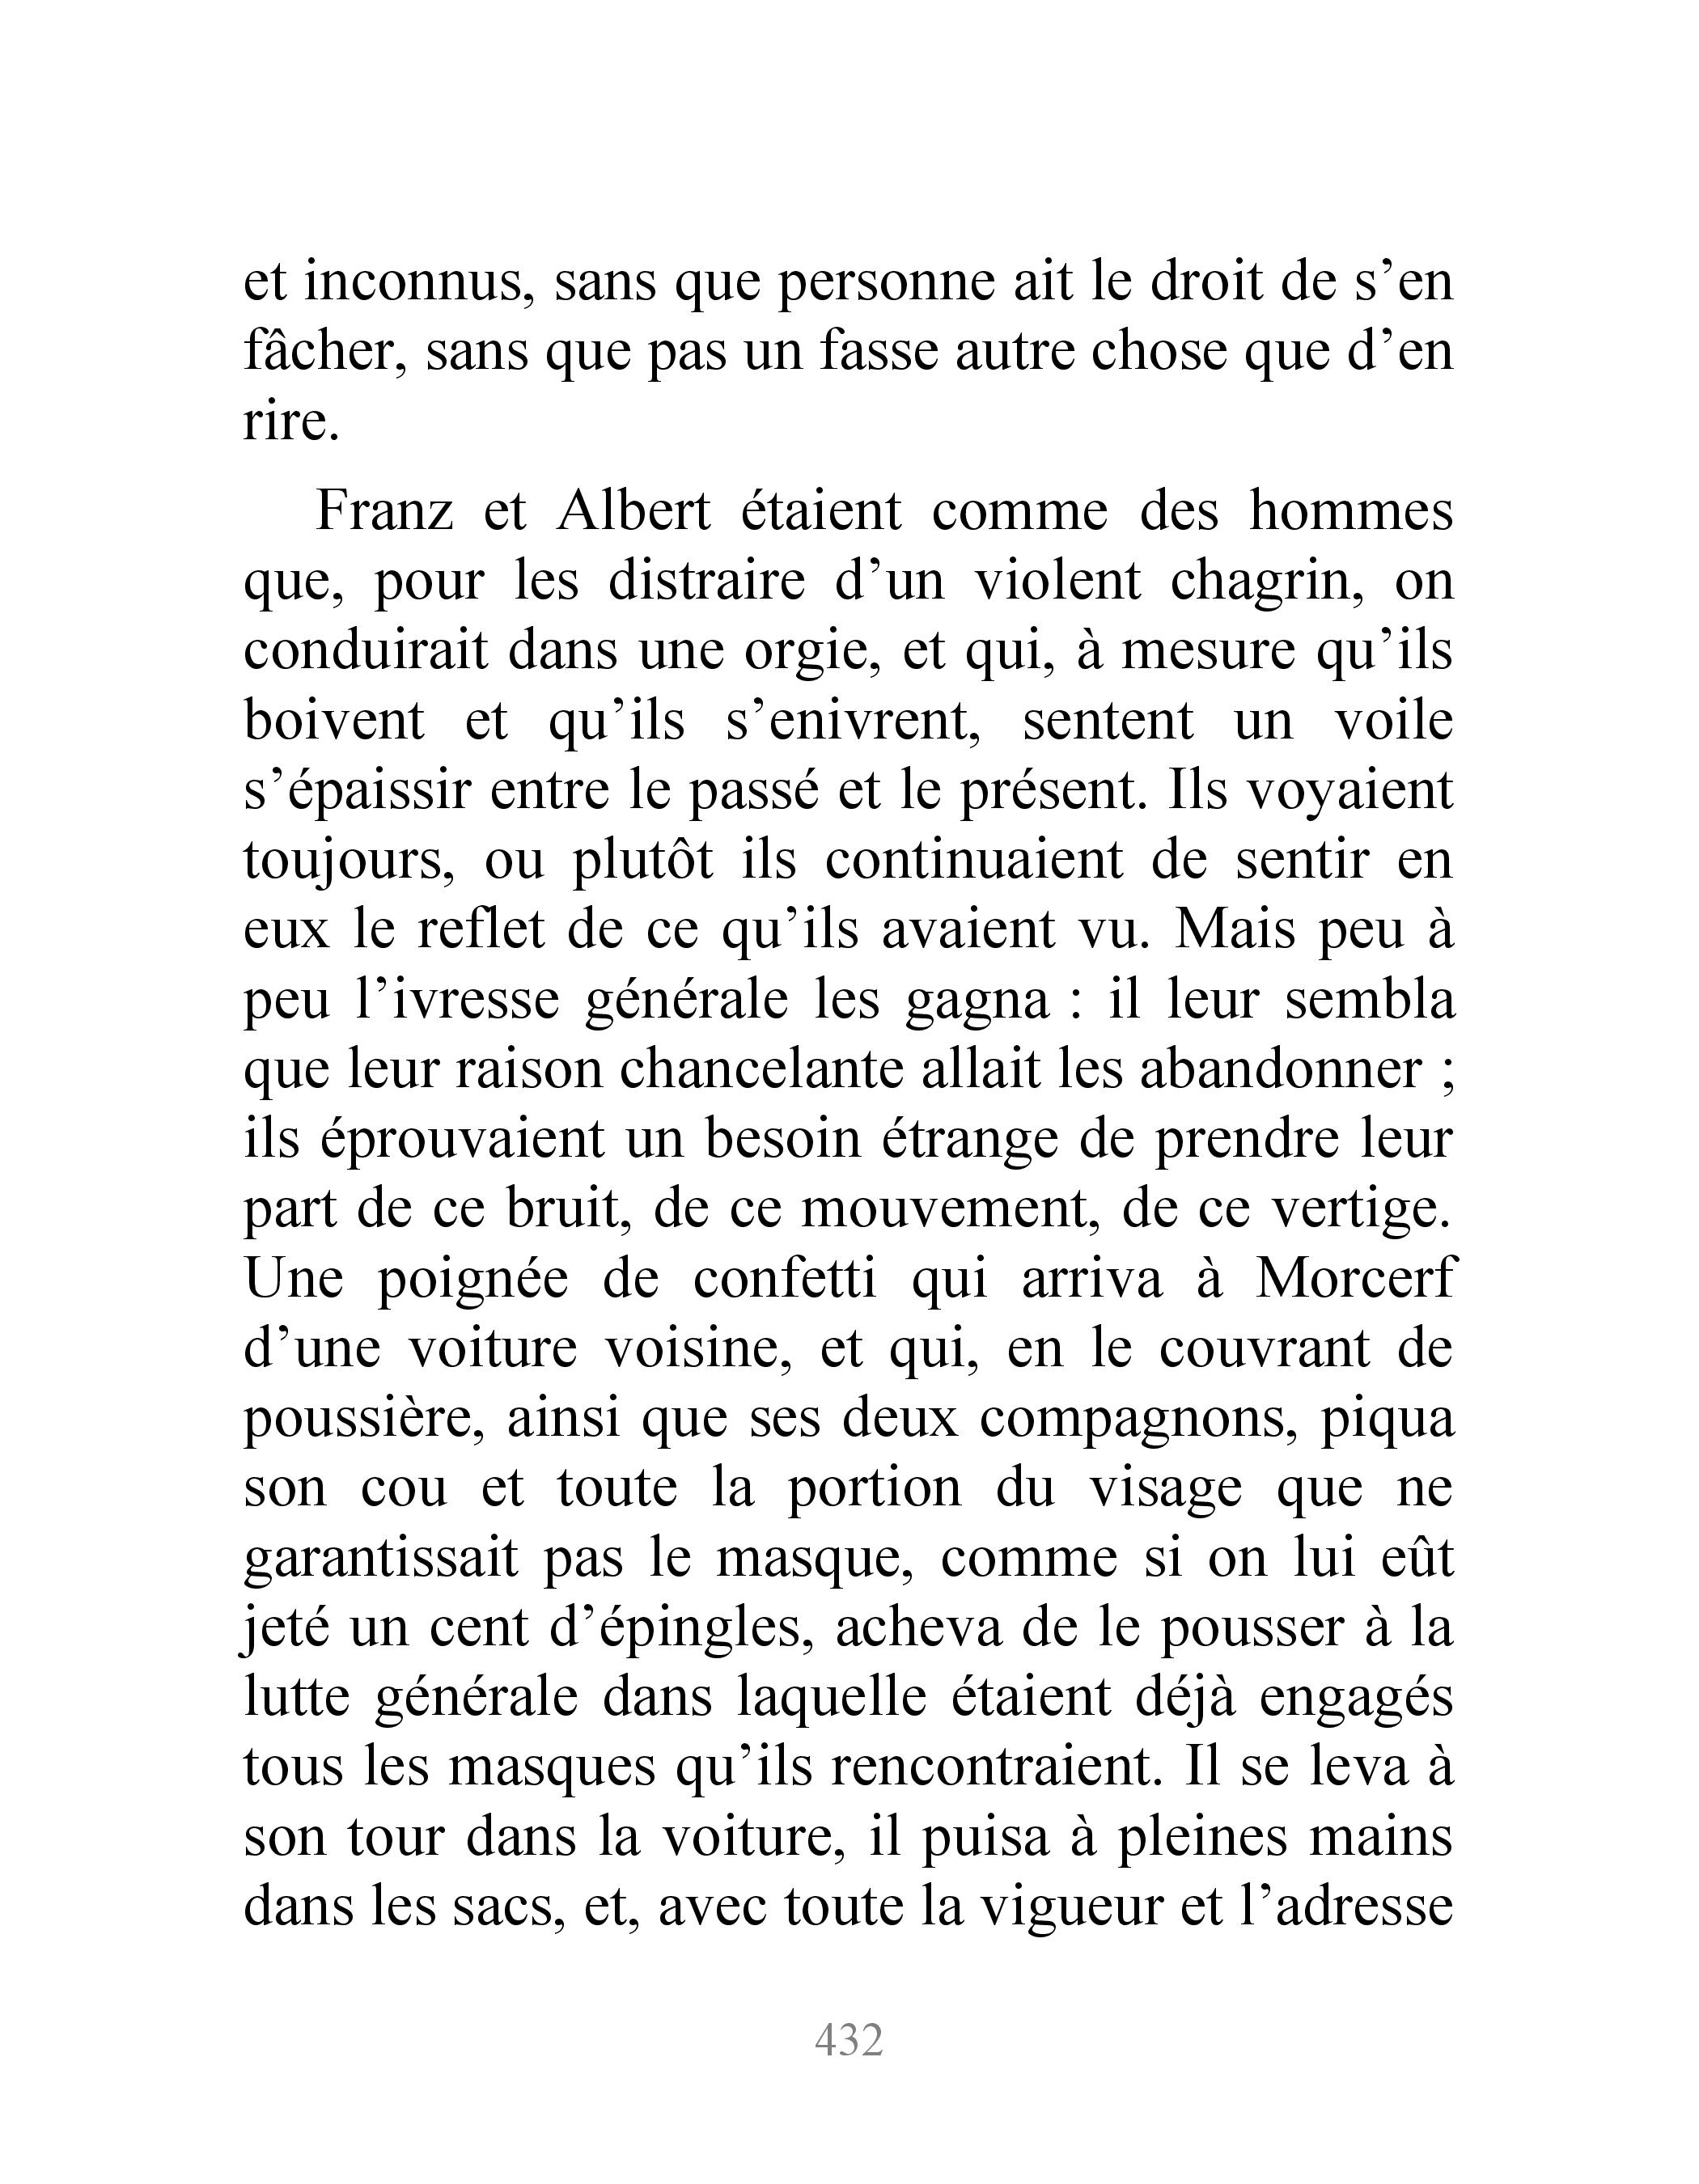 et inconnus, sans que personne ait le droit de s’en
fâcher, sans que pas un fasse autre chose que d’en
rire.
Franz et Albert étaient comme des hommes
que, pour les distraire d’un violent chagrin, on
conduirait dans une orgie, et qui, à mesure qu’ils
boivent et qu’ils s’enivrent, sentent un voile
s’épaissir entre le passé et le présent. Ils voyaient
toujours, ou plutôt ils continuaient de sentir en
eux le reflet de ce qu’ils avaient vu. Mais peu à
peu l’ivresse générale les gagna : il leur sembla
que leur raison chancelante allait les abandonner ;
ils éprouvaient un besoin étrange de prendre leur
part de ce bruit, de ce mouvement, de ce vertige.
Une poignée de confetti qui arriva à Morcerf
d’une voiture voisine, et qui, en le couvrant de
poussière, ainsi que ses deux compagnons, piqua
son cou et toute la portion du visage que ne
garantissait pas le masque, comme si on lui eût
jeté un cent d’épingles, acheva de le pousser à la
lutte générale dans laquelle étaient déjà engagés
tous les masques qu’ils rencontraient. Il se leva à
son tour dans la voiture, il puisa à pleines mains
dans les sacs, et, avec toute la vigueur et l’adresse
432